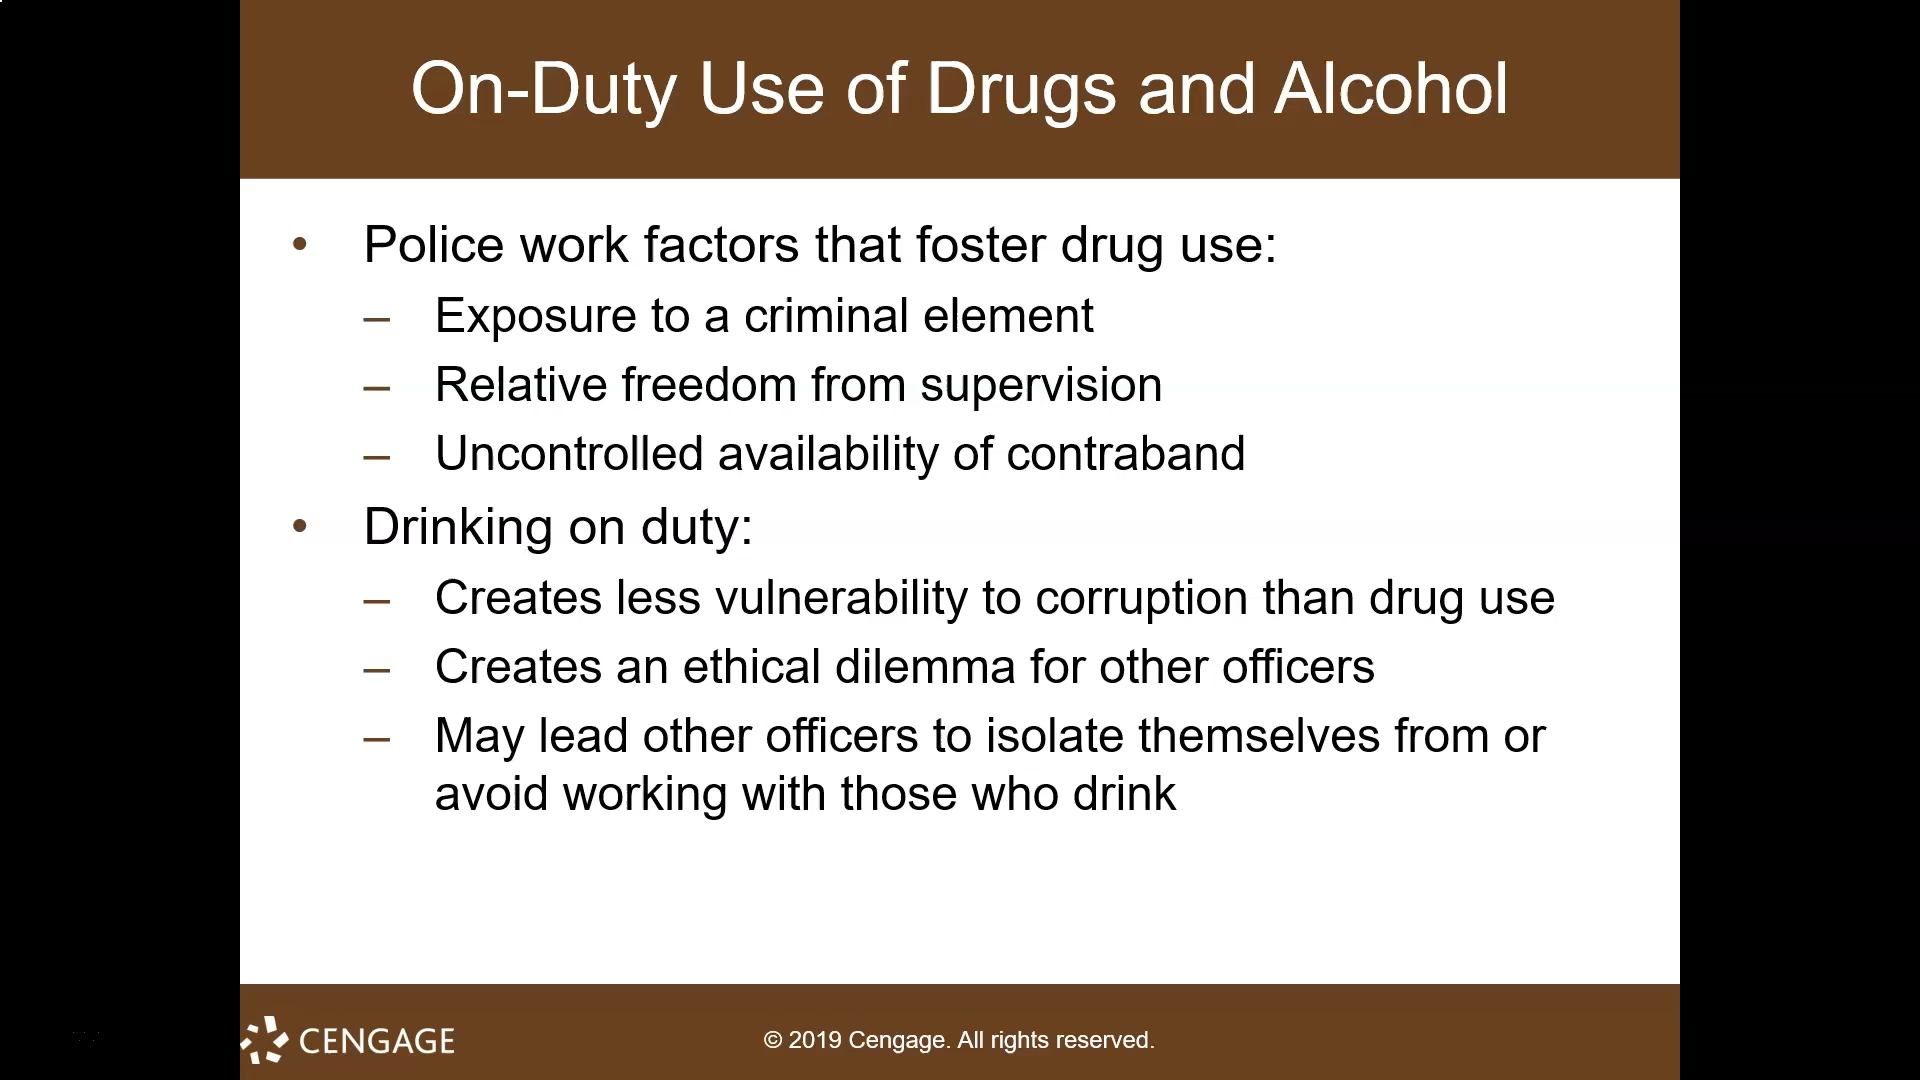 On-Duty Use of Drugs and Alcohol
• Police work factors that foster drug use:
– Exposure to a criminal element
– Relative freedom from supervision
– Uncontrolled availability of contraband
• Drinking on duty:
– Creates less vulnerability to corruption than drug use
– Creates an ethical dilemma for other officers
– May lead other officers to isolate themselves from or
avoid working with those who drink
CENGAGE
© 2019 Cengage. All rights reserved.